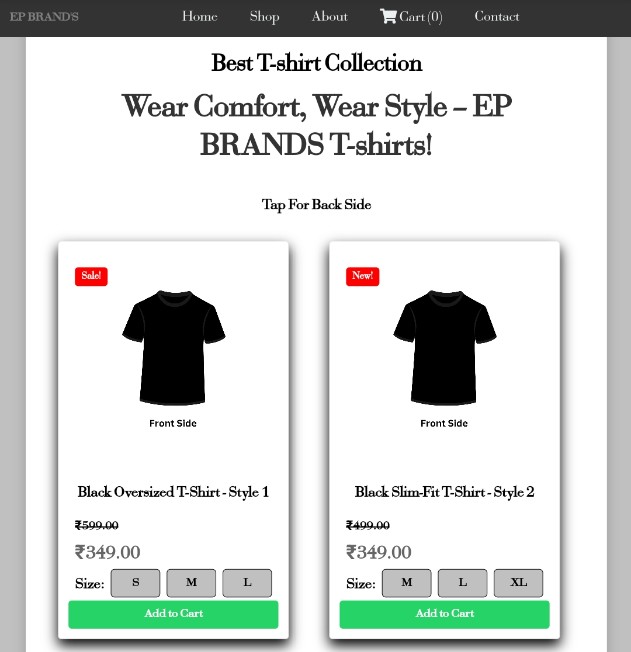 EP BRAND'S Home Shop About Cart (0) Contact
Best T-shirt Collection
Wear Comfort, Wear Style – EP
BRANDS T-shirts!
Tap For Back Side
Sale!
Front Side
Black Oversized T-Shirt - Style 1
₹599.00
₹349.00
Size: S M L
Add to Cart
New!
Front Side
Black Slim-Fit T-Shirt - Style 2
₹499.00
₹349.00
Size: M L XL
Add to Cart